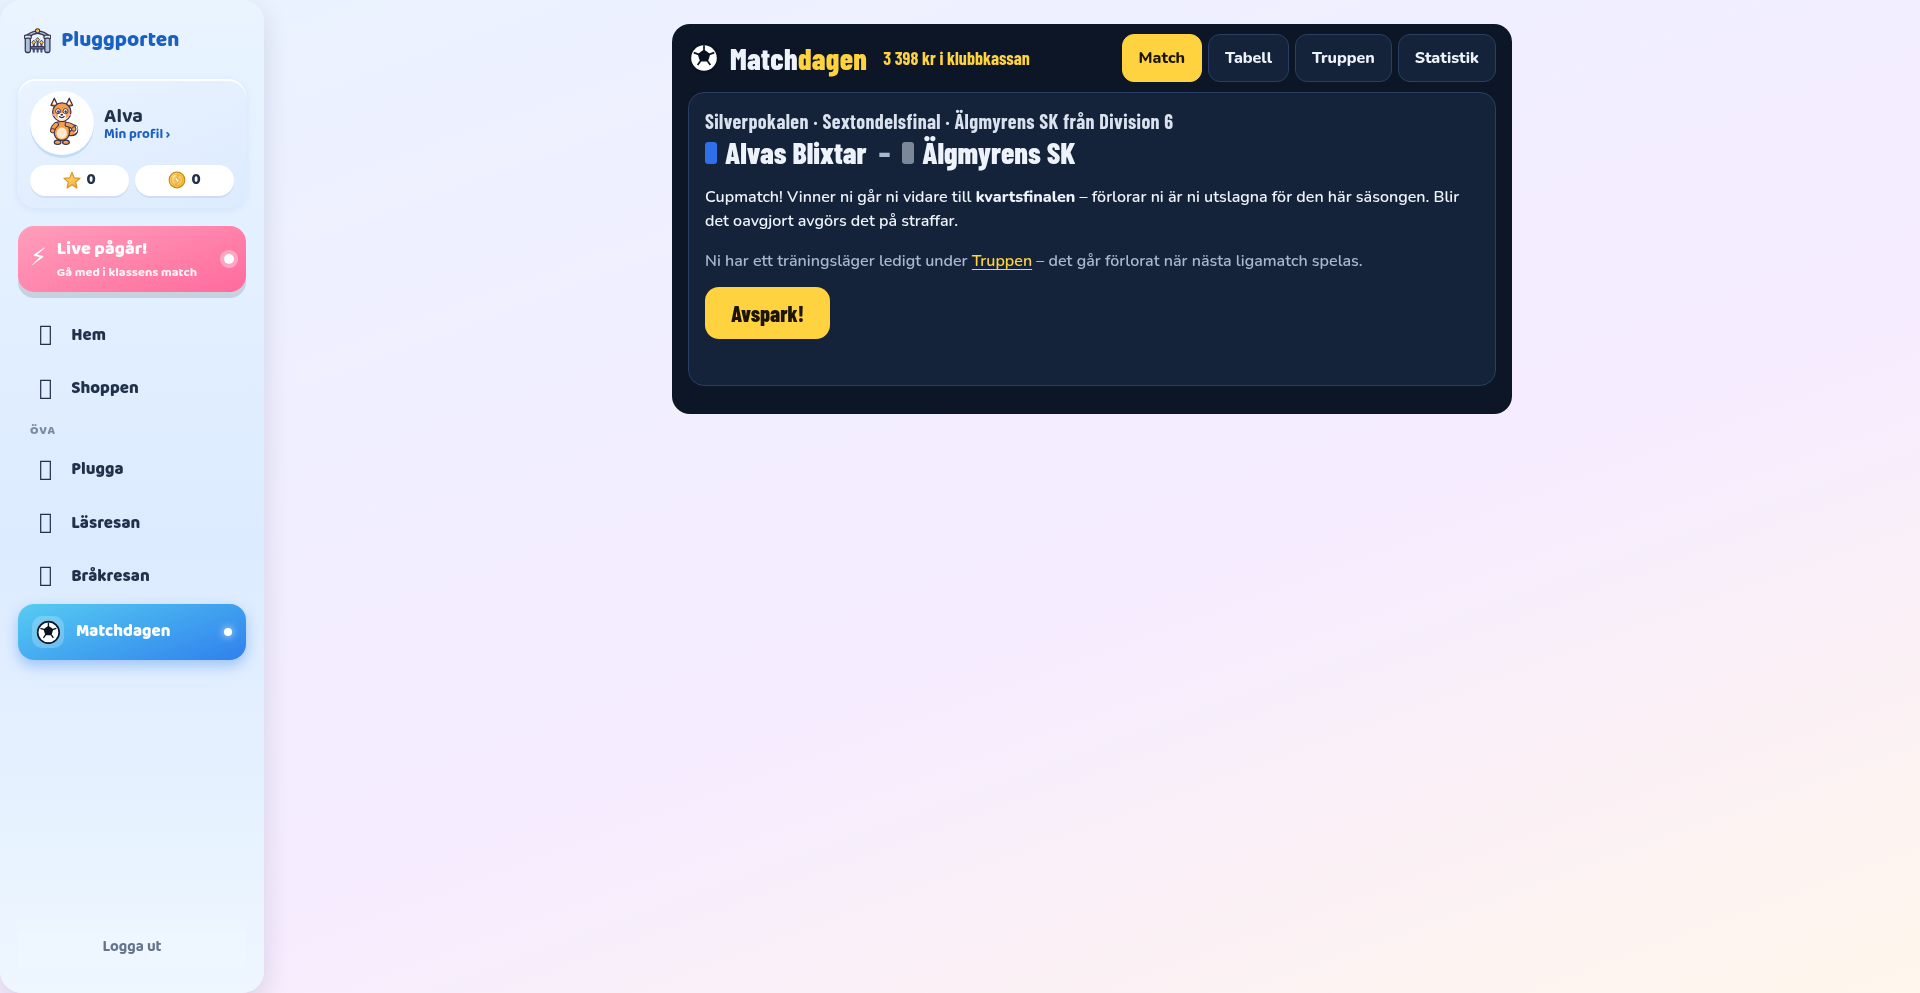 Pluggporten
Alva
Min profil ›
0
0
Live pågår!
Gå med i klassens match
Hem
Shoppen
ÖVA
Plugga
Läsresan
Bråkresan
Matchdagen
Logga ut
Matchdagen
3 398 kr i klubbkassan
Match
Tabell
Truppen
Statistik
Silverpokalen · Sextondelsfinal · Älgmyrens SK från Division 6
Alvas Blixtar – Älgmyrens SK
Cupmatch! Vinner ni går ni vidare till kvartsfinalen – förlorar ni är ni utslagna för den här säsongen. Blir
det oavgjort avgörs det på straffar.
Ni har ett träningsläger ledigt under Truppen – det går förlorat när nästa ligamatch spelas.
Avspark!